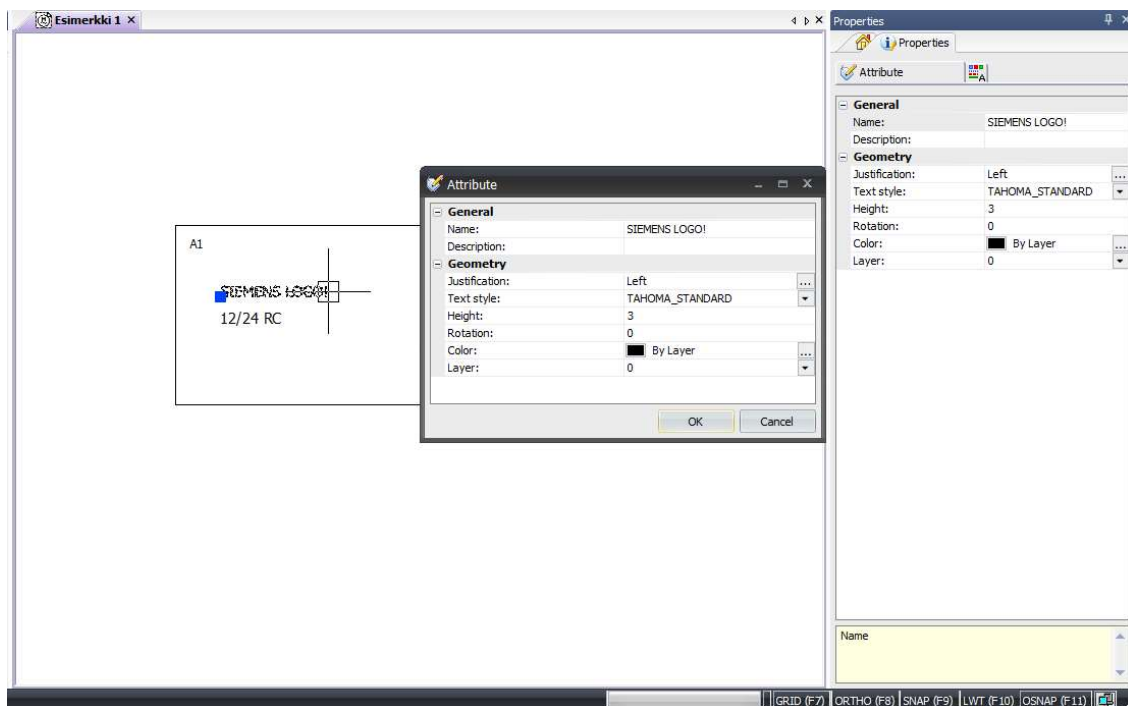 Esimerkki 1
Properties
Properties
Attribute
General
Name: SIEMENS LOGO!
Description:
Geometry
Justification: Left ...
Text style: TAHOMA_STANDARD
Height: 3
Rotation: 0
Color: By Layer ...
Layer: 0
Attribute
General
Name: SIEMENS LOGO!
Description:
Geometry
Justification: Left ...
Text style: TAHOMA_STANDARD
Height: 3
Rotation: 0
Color: By Layer ...
Layer: 0
OK Cancel
A1
SIEMENS LOGO!
12/24 RC
Name
GRID (F7) ORTHO (F8) SNAP (F9) LWT (F10) OSNAP (F11)